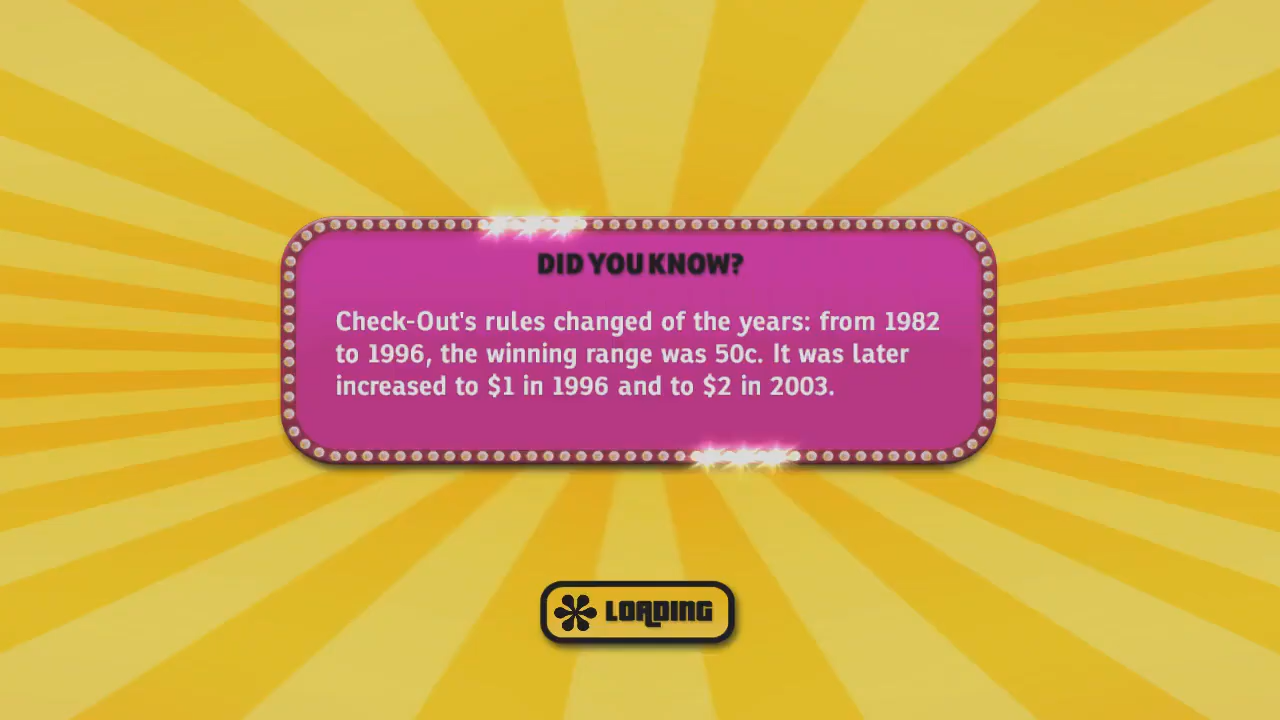 DID YOU KNOW?
Check-Out's rules changed of the years: from 1982
to 1996, the winning range was 50c. It was later
increased to $1 in 1996 and to $2 in 2003.
LOADING